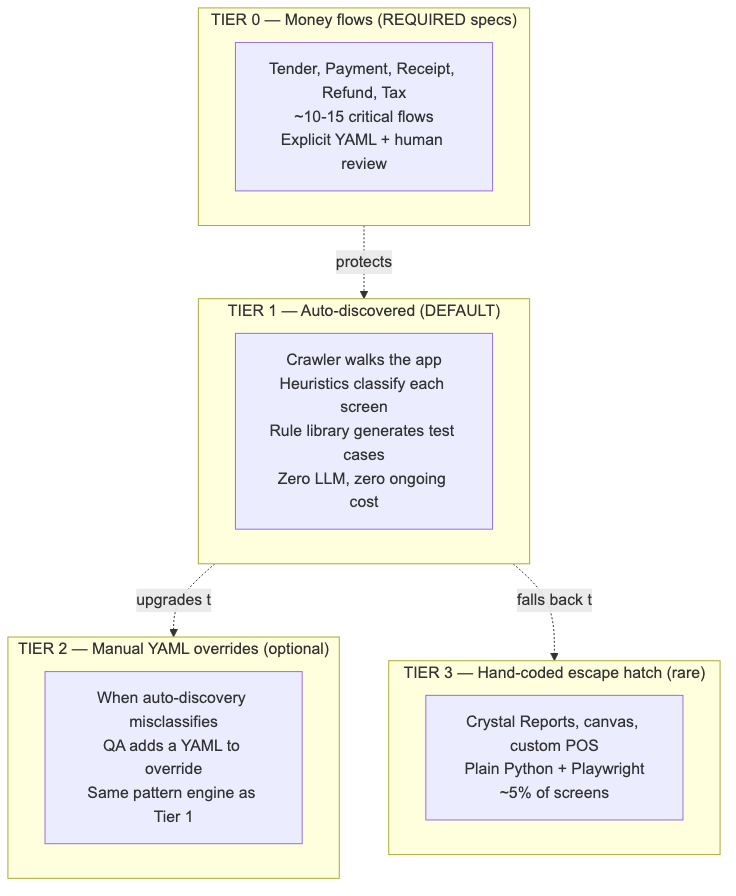 TIER 0 — Money flows (REQUIRED specs)
Tender, Payment, Receipt,
Refund, Tax
~10-15 critical flows
Explicit YAML + human
review
protects
TIER 1 — Auto-discovered (DEFAULT)
Crawler walks the app
Heuristics classify each
screen
Rule library generates test
cases
Zero LLM, zero ongoing
cost
upgrades t
falls back t
TIER 2 — Manual YAML overrides (optional)
When auto-discovery
misclassifies
QA adds a YAML to
override
Same pattern engine as
Tier 1
TIER 3 — Hand-coded escape hatch (rare)
Crystal Reports, canvas,
custom POS
Plain Python + Playwright
~5% of screens